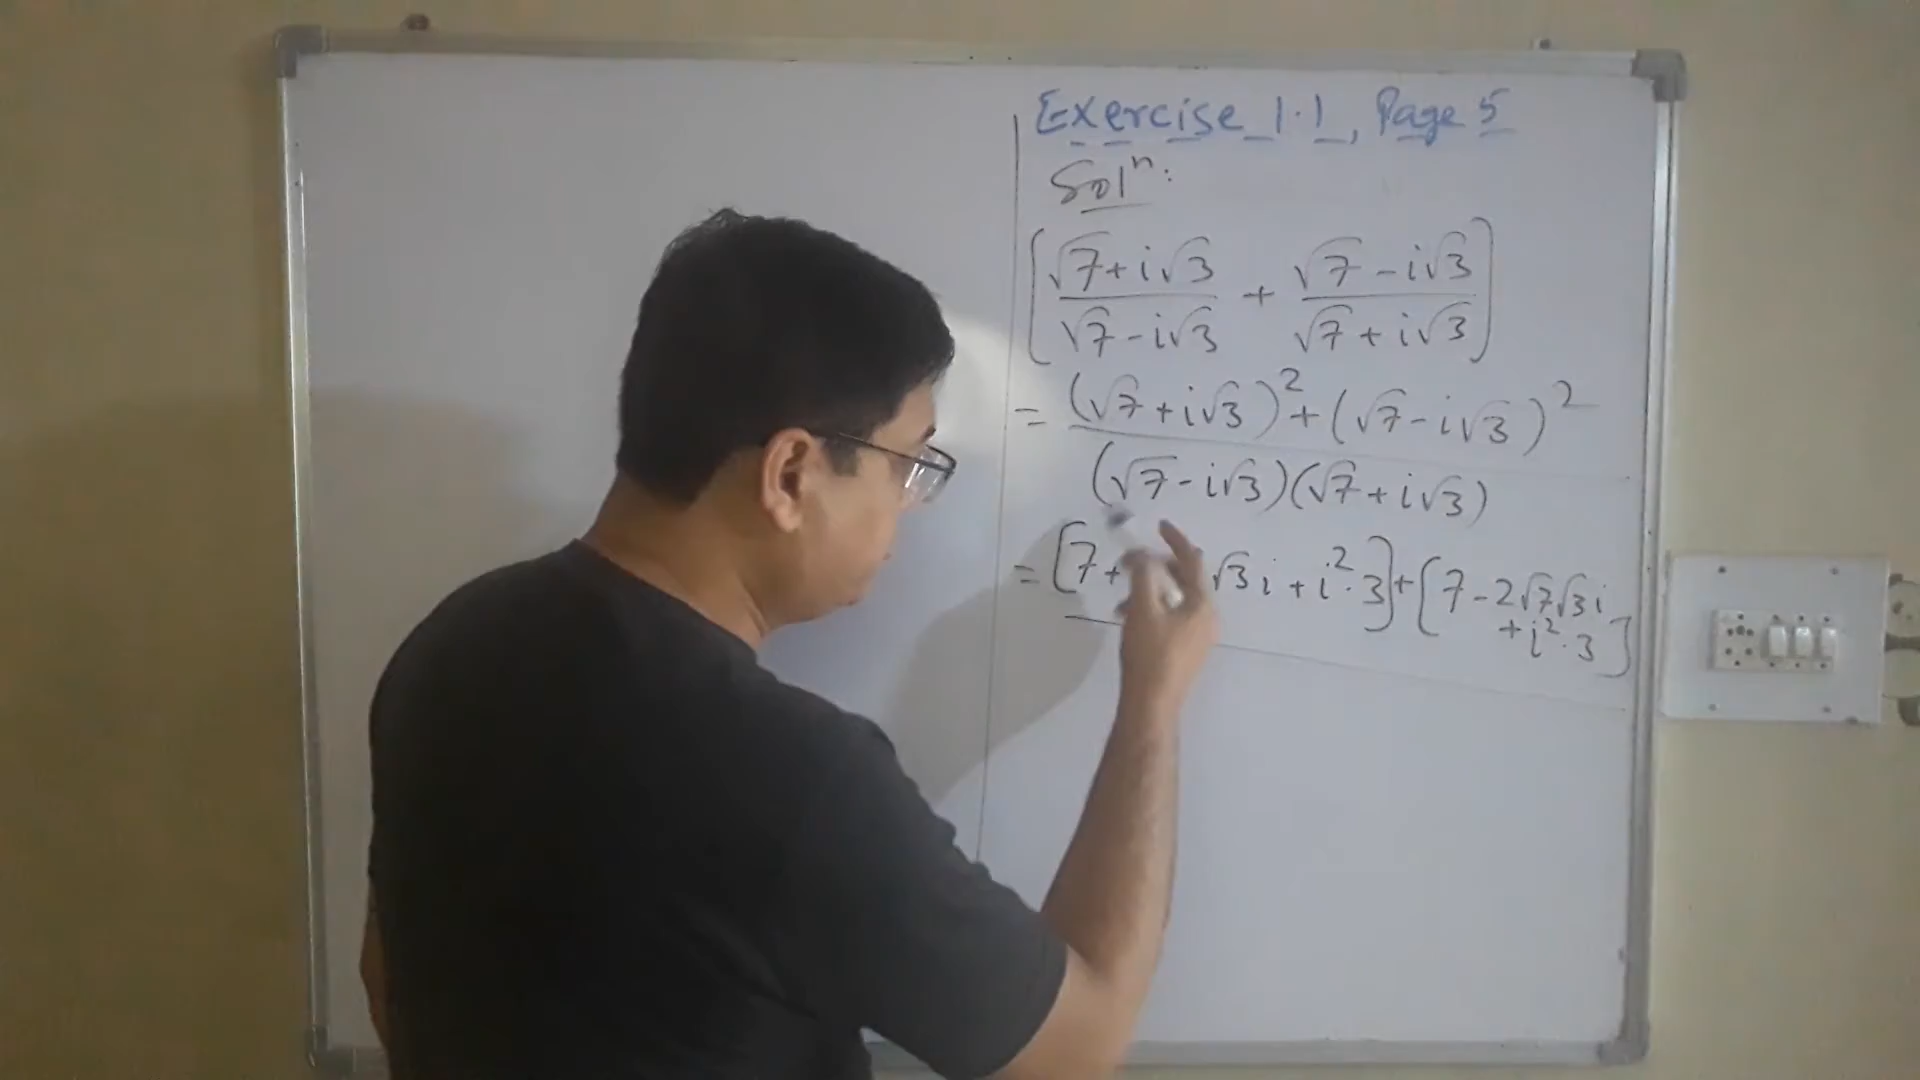 Exercise 1.1, Page 5
Solⁿ:
[(√7+i√3)/(√7-i√3) + (√7-i√3)/(√7+i√3)]
= ((√7+i√3)²+(√7-i√3)²)/((√7-i√3)(√7+i√3))
= [7+ √3i+i²·3]+[7-2√7√3i
+i²·3]